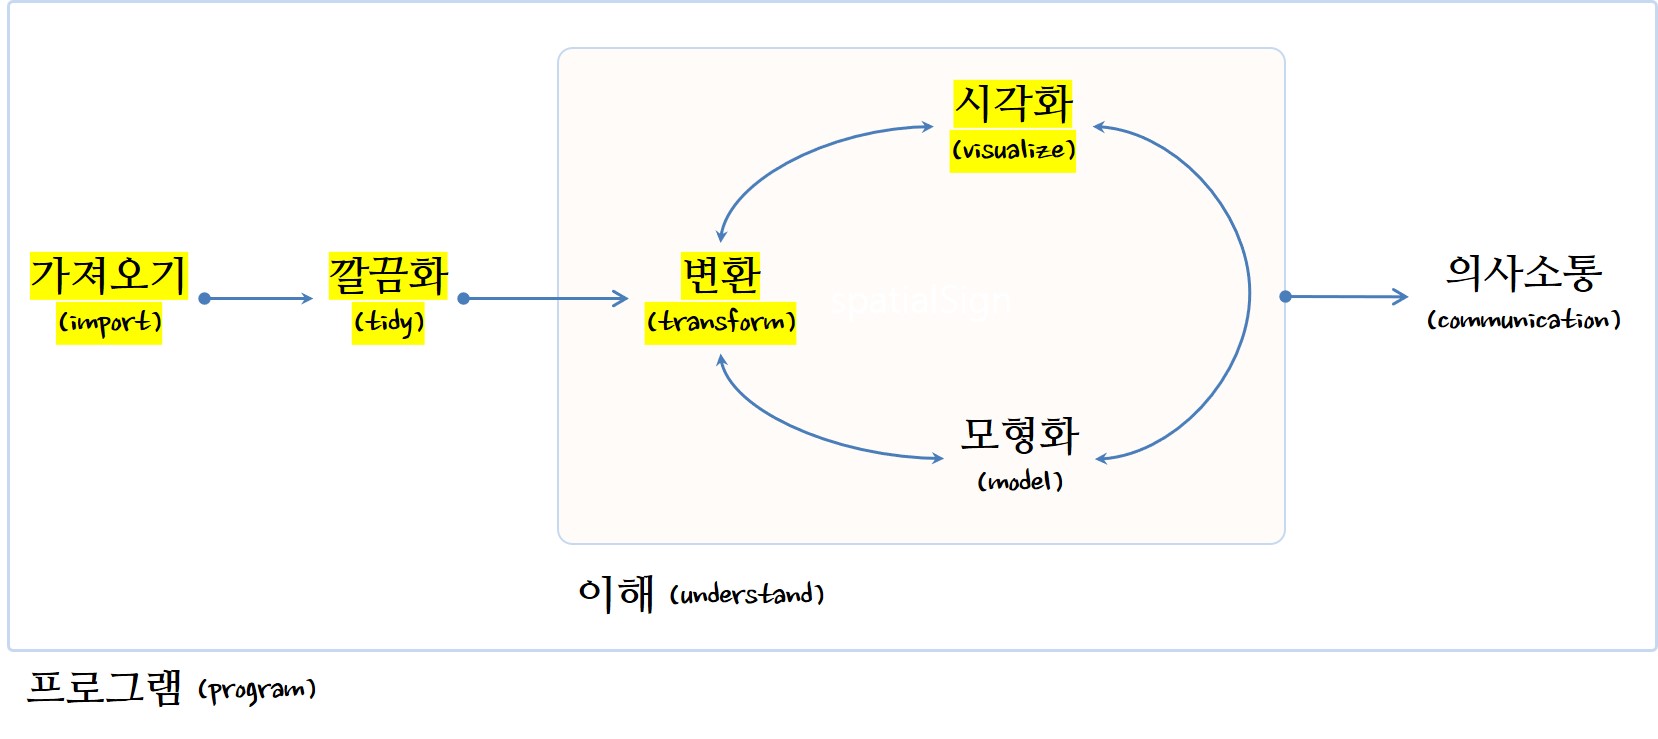 시각화
(visualize)
가져오기
(import)
깔끔화
(tidy)
변환
(transform)
spatialSign
의사소통
(communication)
모형화
(model)
이해 (understand)
프로그램 (program)